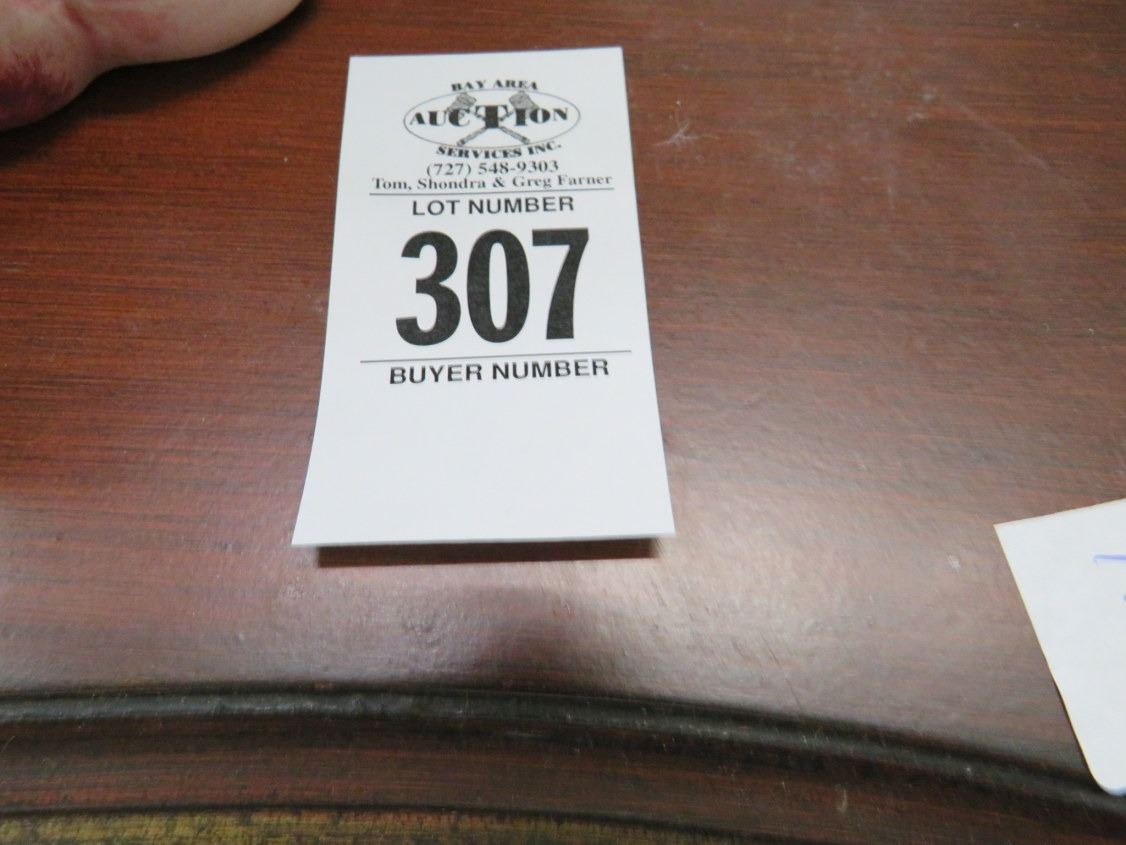 BAY AREA
AUCTION
SERVICES INC.
(727) 548-9303
Tom, Shondra & Greg Farner
LOT NUMBER
307
BUYER NUMBER